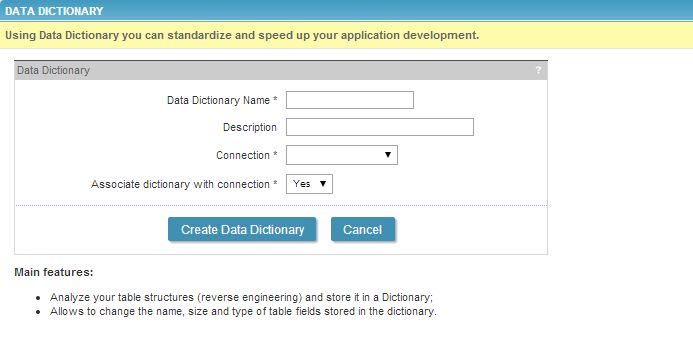 DATA DICTIONARY
Using Data Dictionary you can standardize and speed up your application development.
Data Dictionary ?
Data Dictionary Name *
Description
Connection *
Associate dictionary with connection * Yes
Create Data Dictionary Cancel
Main features:
• Analyze your table structures (reverse engineering) and store it in a Dictionary;
• Allows to change the name, size and type of table fields stored in the dictionary.